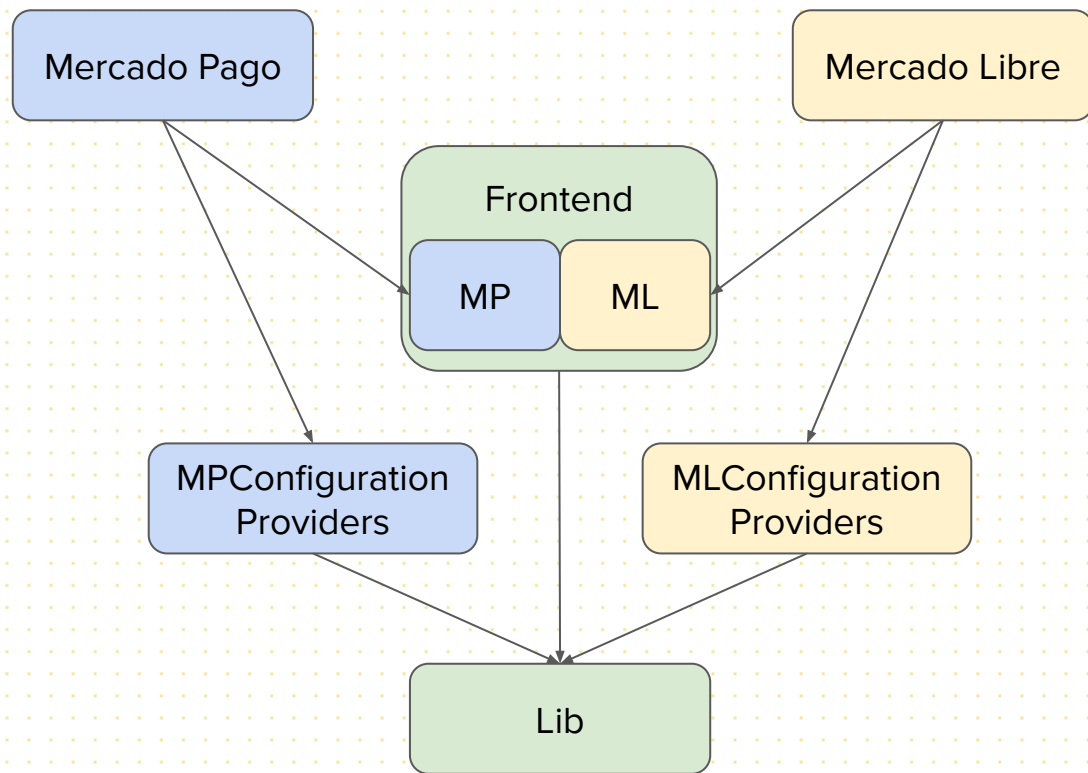 Mercado Pago
Mercado Libre
Frontend
MP
ML
MPConfiguration
Providers
MLConfiguration
Providers
Lib